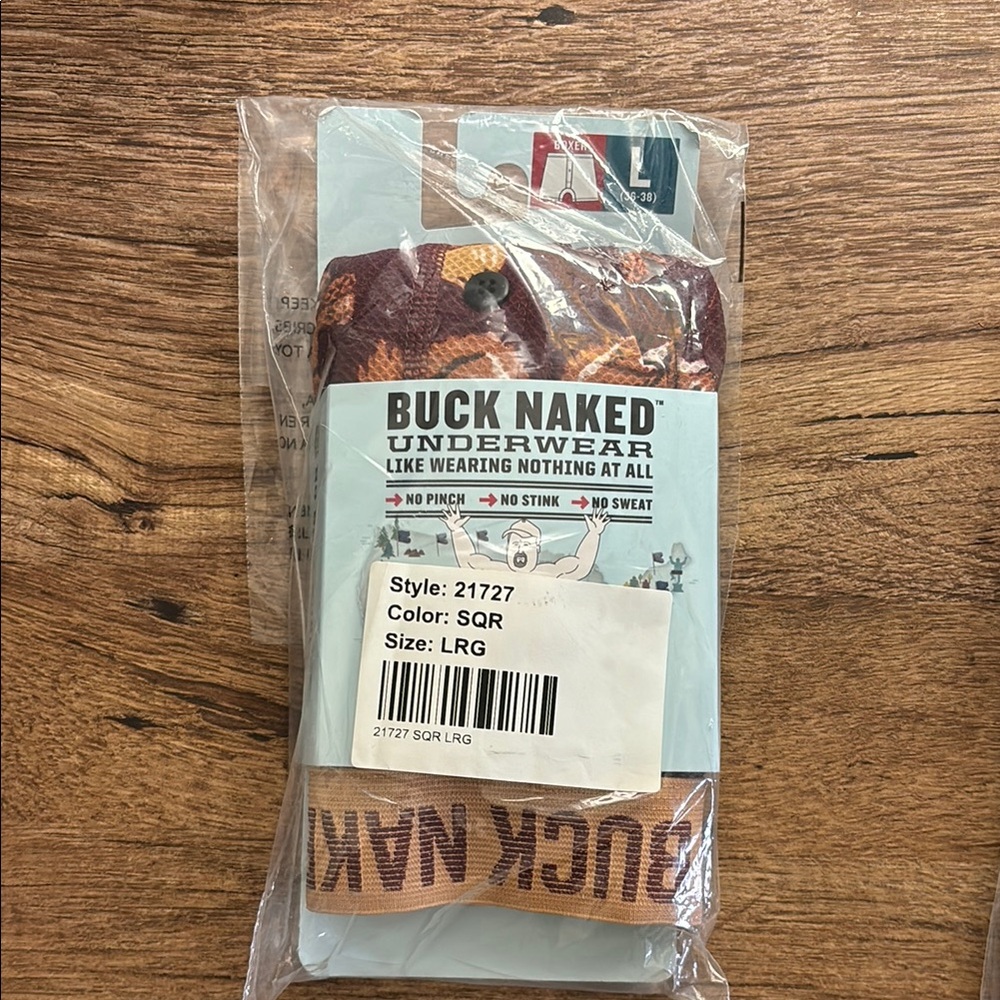 BOXER
L
(36-38)
BUCK NAKED™
UNDERWEAR
LIKE WEARING NOTHING AT ALL
→ NO PINCH → NO STINK → NO SWEAT
Style: 21727
Color: SQR
Size: LRG
21727 SQR LRG
BUCK NAK